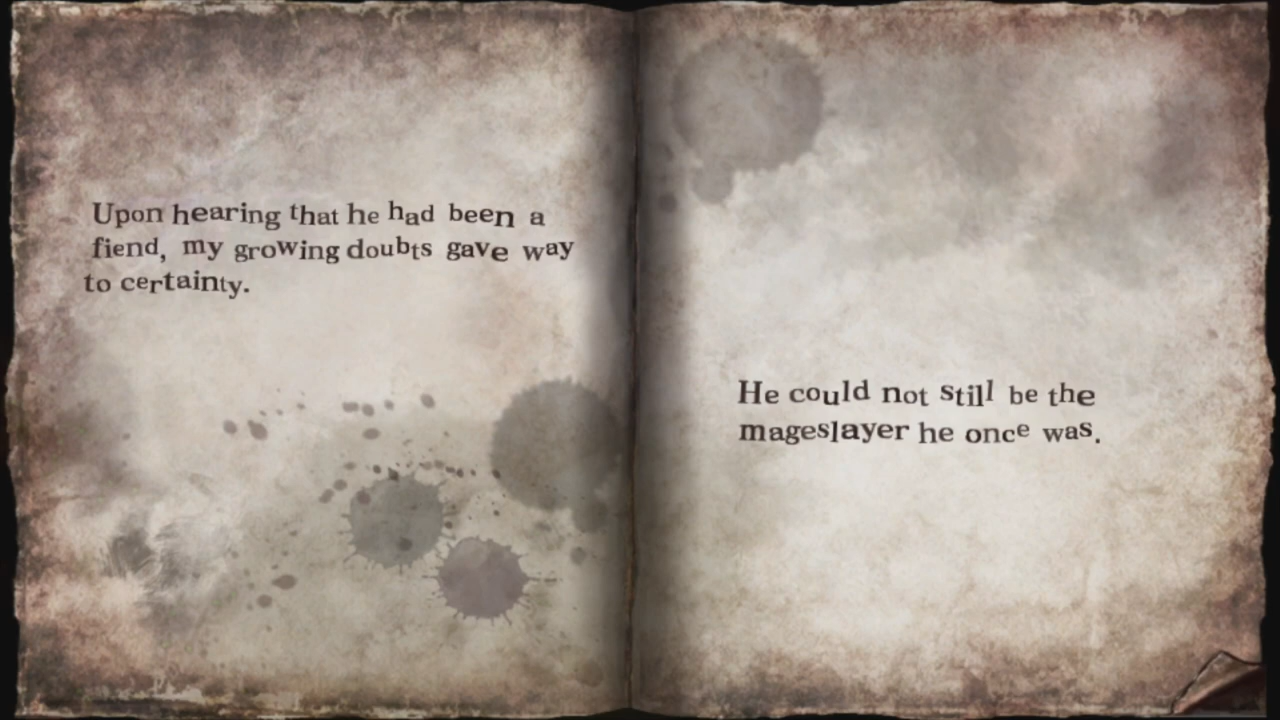 Upon hearing that he had been a
fiend, my growing doubts gave way
to certainty.
He could not still be the
mageslayer he once was.